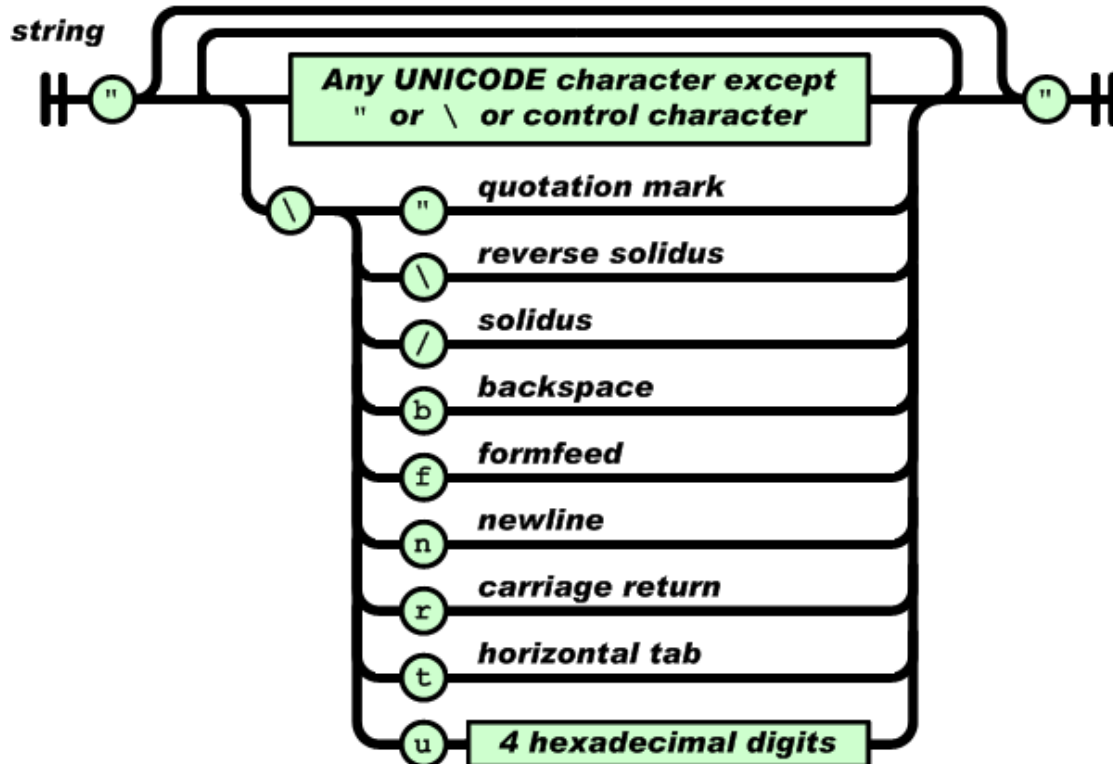 string
"
Any UNICODE character except
" or \ or control character
"
\
" quotation mark
\ reverse solidus
/ solidus
b backspace
f formfeed
n newline
r carriage return
t horizontal tab
u 4 hexadecimal digits